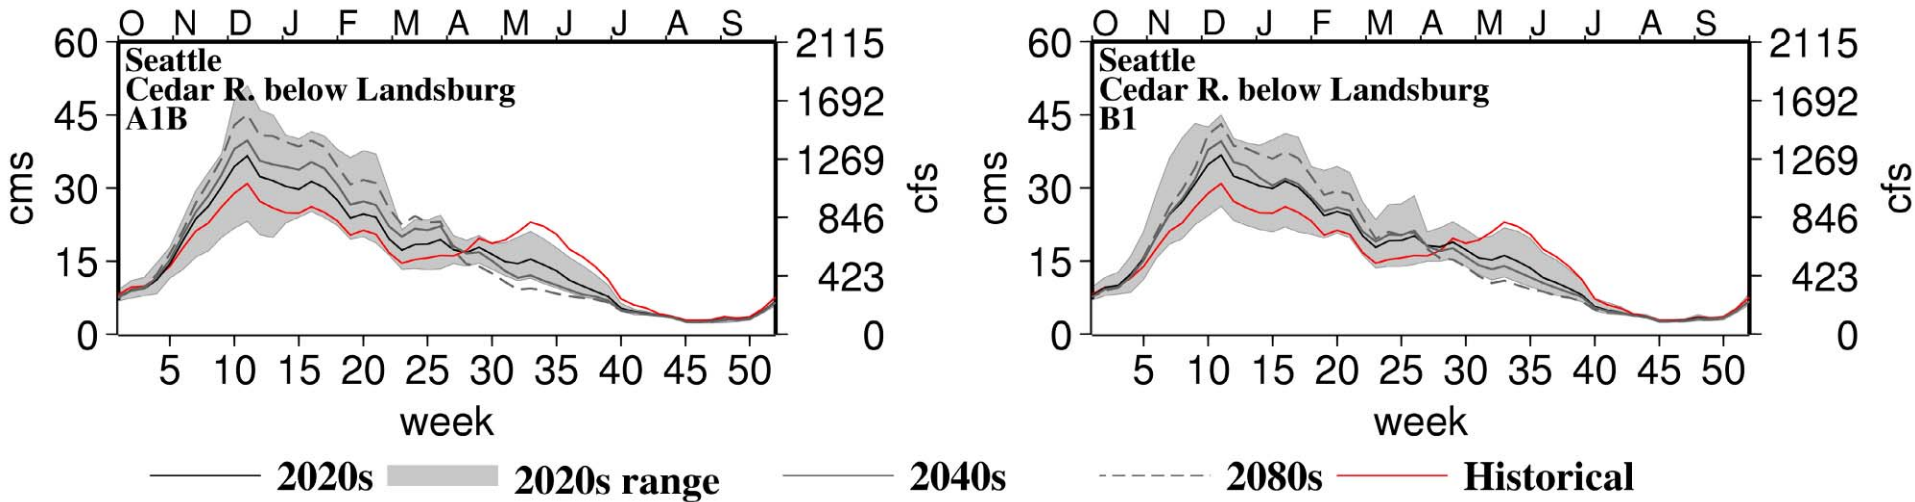 O N D J F M A M J J A S
60 2115
Seattle
Cedar R. below Landsburg
A1B
45 1692
1269
30 846
15 423
0 0
cms
cfs
5 10 15 20 25 30 35 40 45 50
week
O N D J F M A M J J A S
60 2115
Seattle
Cedar R. below Landsburg
B1
45 1692
1269
30 846
15 423
0 0
cms
cfs
5 10 15 20 25 30 35 40 45 50
week
2020s 2020s range 2040s 2080s Historical